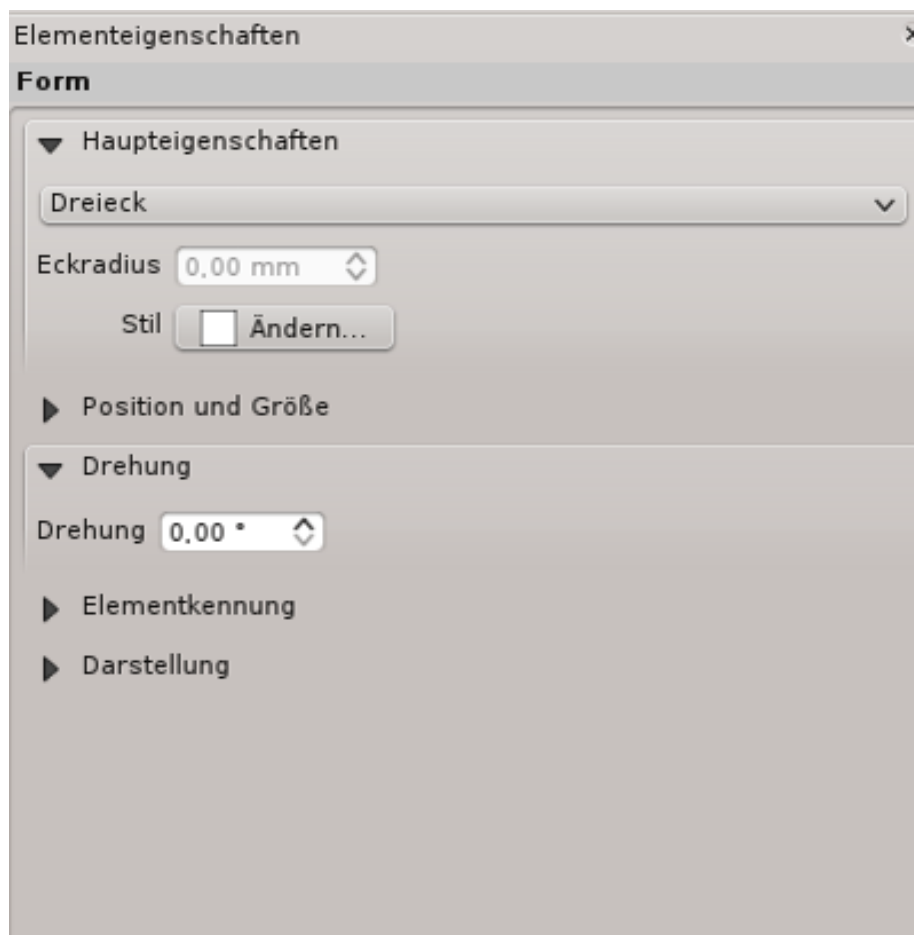 Elementeigenschaften
Form
Haupteigenschaften
Dreieck
Eckradius 0,00 mm
Stil Ändern...
Position und Größe
Drehung
Drehung 0,00 °
Elementkennung
Darstellung